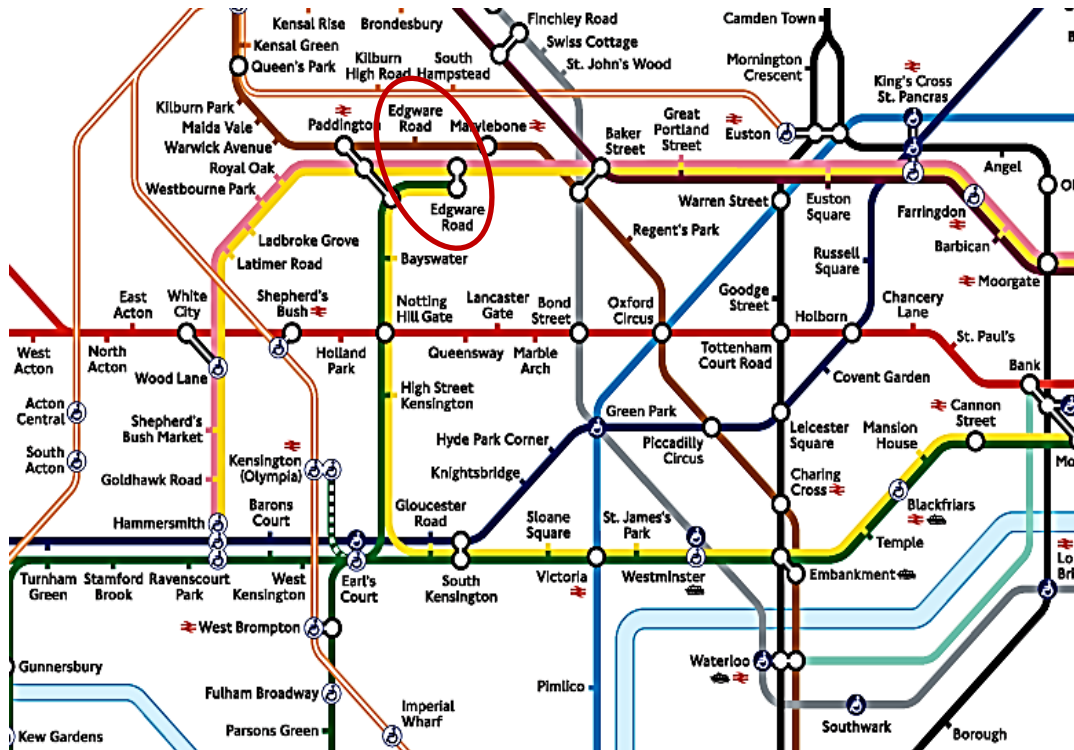 Kensal Rise
Brondesbury
Finchley Road
Camden Town
Kensal Green
Swiss Cottage
Queen's Park
Kilburn
High Road
South
Hampstead
St. John's Wood
Mornington
Crescent
King's Cross
St. Pancras
Kilburn Park
Maida Vale
Warwick Avenue
Paddington
Edgware
Road
Marylebone
Baker
Street
Great
Portland
Street
Euston
Angel
Royal Oak
Westbourne Park
Edgware
Road
Warren Street
Euston
Square
Farringdon
Barbican
Ladbroke Grove
Latimer Road
Bayswater
Regent's Park
Russell
Square
Moorgate
East
Acton
White
City
Shepherd's
Bush
Notting
Hill Gate
Lancaster
Gate
Bond
Street
Oxford
Circus
Goodge
Street
Holborn
Chancery
Lane
West
Acton
North
Acton
Wood Lane
Holland
Park
Queensway
Marble
Arch
Tottenham
Court Road
St. Paul's
Bank
Covent Garden
Acton
Central
High Street
Kensington
Shepherd's
Bush Market
Hyde Park Corner
Green Park
Piccadilly
Circus
Leicester
Square
Mansion
House
Cannon
Street
South
Acton
Goldhawk Road
Kensington
(Olympia)
Knightsbridge
Charing
Cross
Blackfriars
Hammersmith
Barons
Court
Gloucester
Road
Sloane
Square
St. James's
Park
Temple
Turnham
Green
Stamford
Brook
Ravenscourt
Park
West
Kensington
Earl's
Court
South
Kensington
Victoria
Westminster
Embankment
West Brompton
Gunnersbury
Waterloo
Fulham Broadway
Pimlico
Imperial
Wharf
Southwark
Kew Gardens
Parsons Green
Borough